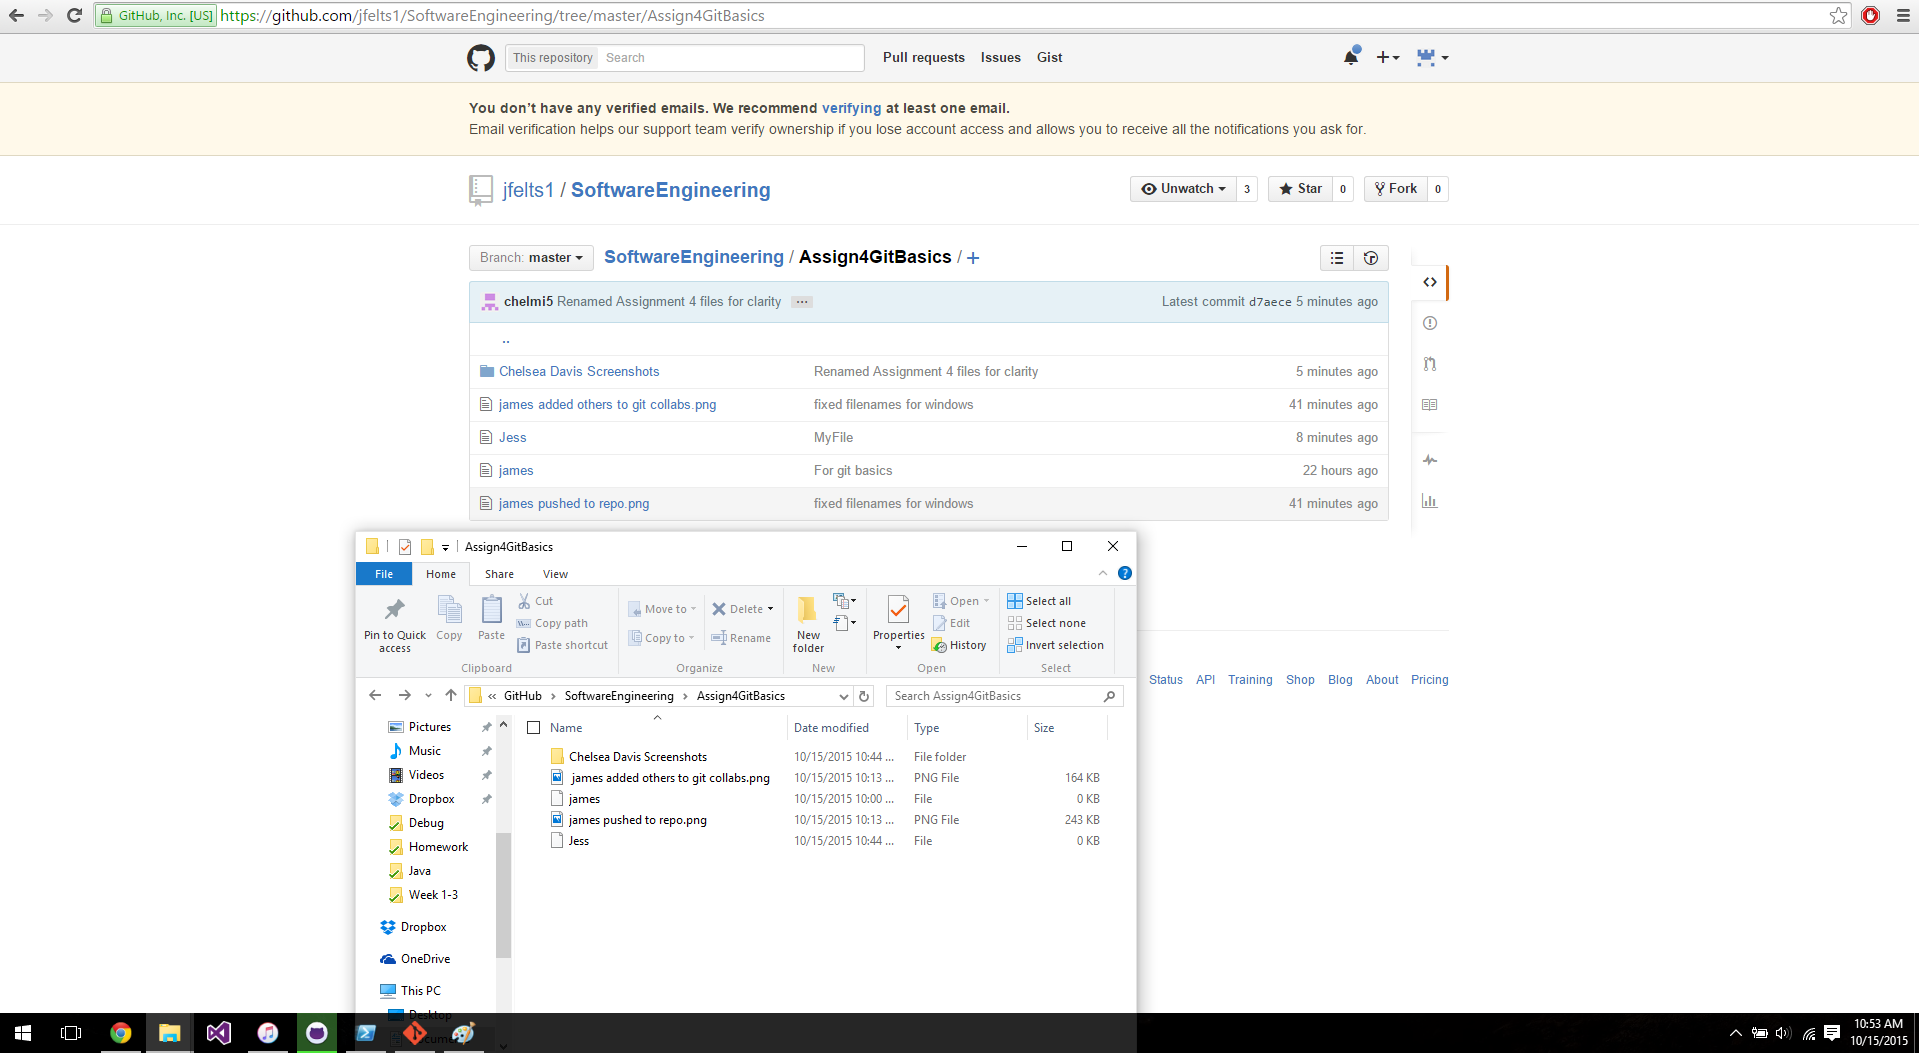 GitHub, Inc. [US] https://github.com/jfelts1/SoftwareEngineering/tree/master/Assign4GitBasics
This repository Search Pull requests Issues Gist
You don't have any verified emails. We recommend verifying at least one email.
Email verification helps our support team verify ownership if you lose account access and allows you to receive all the notifications you ask for.
jfelts1 / SoftwareEngineering Unwatch 3 Star 0 Fork 0
Branch: master SoftwareEngineering / Assign4GitBasics / +
chelmi5 Renamed Assignment 4 files for clarity ... Latest commit d7aece 5 minutes ago
..
Chelsea Davis Screenshots Renamed Assignment 4 files for clarity 5 minutes ago
james added others to git collabs.png fixed filenames for windows 41 minutes ago
Jess MyFile 8 minutes ago
james For git basics 22 hours ago
james pushed to repo.png fixed filenames for windows 41 minutes ago
Status API Training Shop Blog About Pricing
Assign4GitBasics
File Home Share View
Pin to Quick access Copy Paste
Cut
Copy path
Paste shortcut
Clipboard
Move to Delete
Copy to Rename
Organize
New folder
New
Properties
Open
Edit
History
Open
Select all
Select none
Invert selection
Select
« GitHub > SoftwareEngineering > Assign4GitBasics Search Assign4GitBasics
Pictures
Music
Videos
Dropbox
Debug
Homework
Java
Week 1-3
Dropbox
OneDrive
This PC
Desktop
Name Date modified Type Size
Chelsea Davis Screenshots 10/15/2015 10:44 ... File folder
james added others to git collabs.png 10/15/2015 10:13 ... PNG File 164 KB
james 10/15/2015 10:00 ... File 0 KB
james pushed to repo.png 10/15/2015 10:13 ... PNG File 243 KB
Jess 10/15/2015 10:44 ... File 0 KB
10:53 AM
10/15/2015